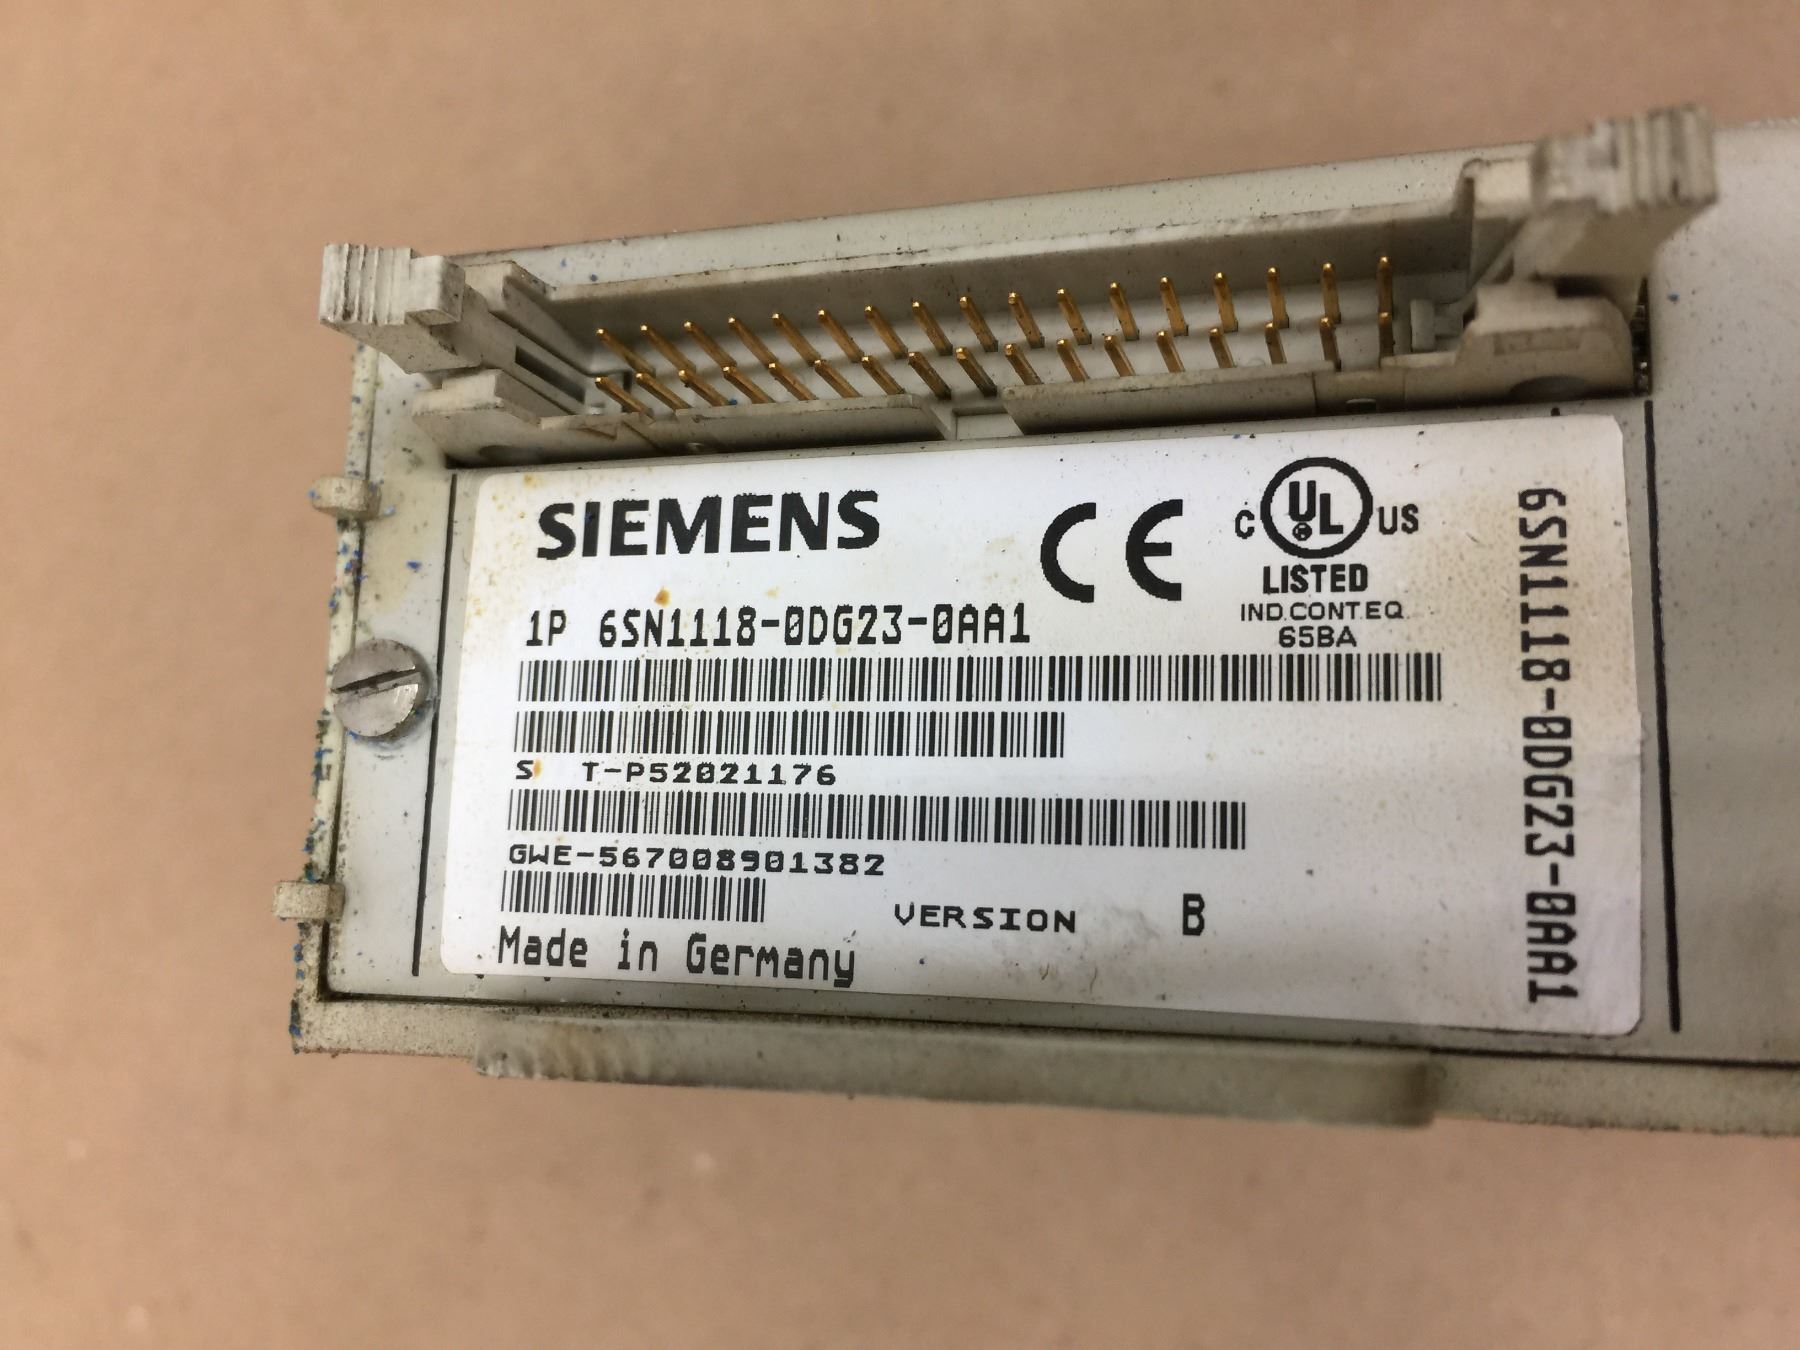 SIEMENS
CE
C UL US
LISTED
IND.CONT.EQ.
65BA
1P 6SN1118-0DG23-0AA1
S T-P52021176
GWE-567008901382
VERSION B
Made in Germany
6SN1118-0DG23-0AA1